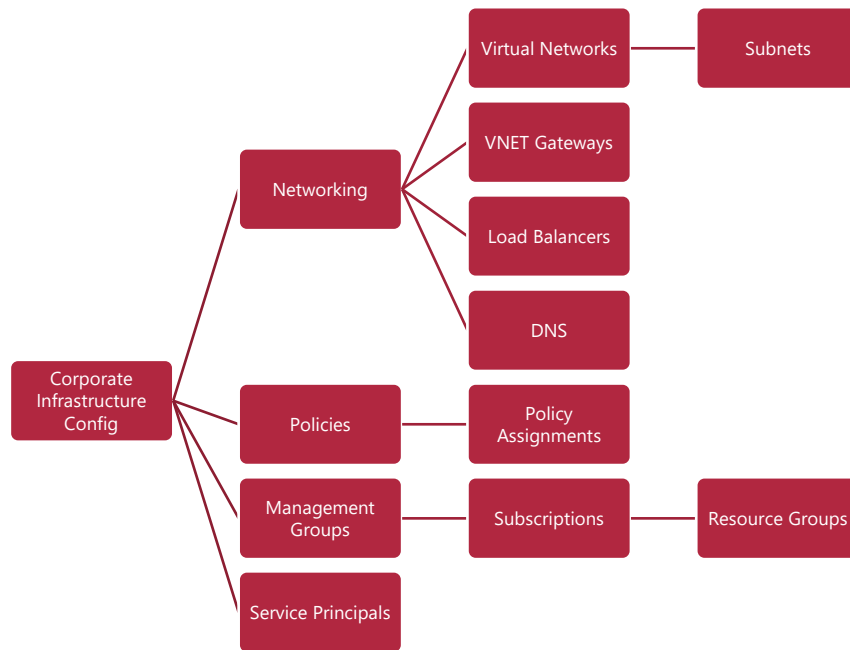 Virtual Networks
Subnets
VNET Gateways
Networking
Load Balancers
DNS
Corporate
Infrastructure
Config
Policies
Policy
Assignments
Management
Groups
Subscriptions
Resource Groups
Service Principals